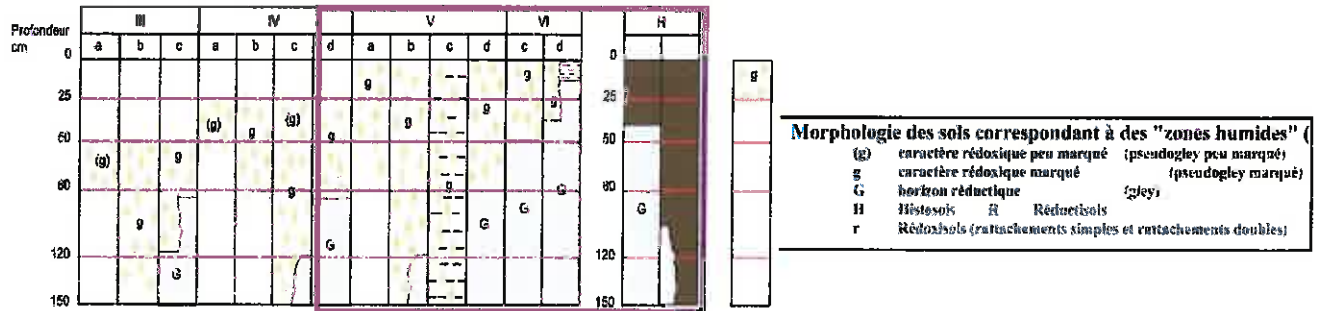 III IV V VI H
Profondeur
cm
a b c a b c d a b c d c d
0 0
g g g
25 25
(g) g (g) g g g g
50 50
(g) g
80 80
g g G G
g G G G G
120 120
G
150 150
Morphologie des sols correspondant à des "zones humides" (
(g) caractère rédoxique peu marqué (pseudogley peu marqué)
g caractère rédoxique marqué (pseudogley marqué)
G horizon réductique (gley)
H Histosols R Réductisols
r Rédoxisols (rattachements simples et rattachements doubles)